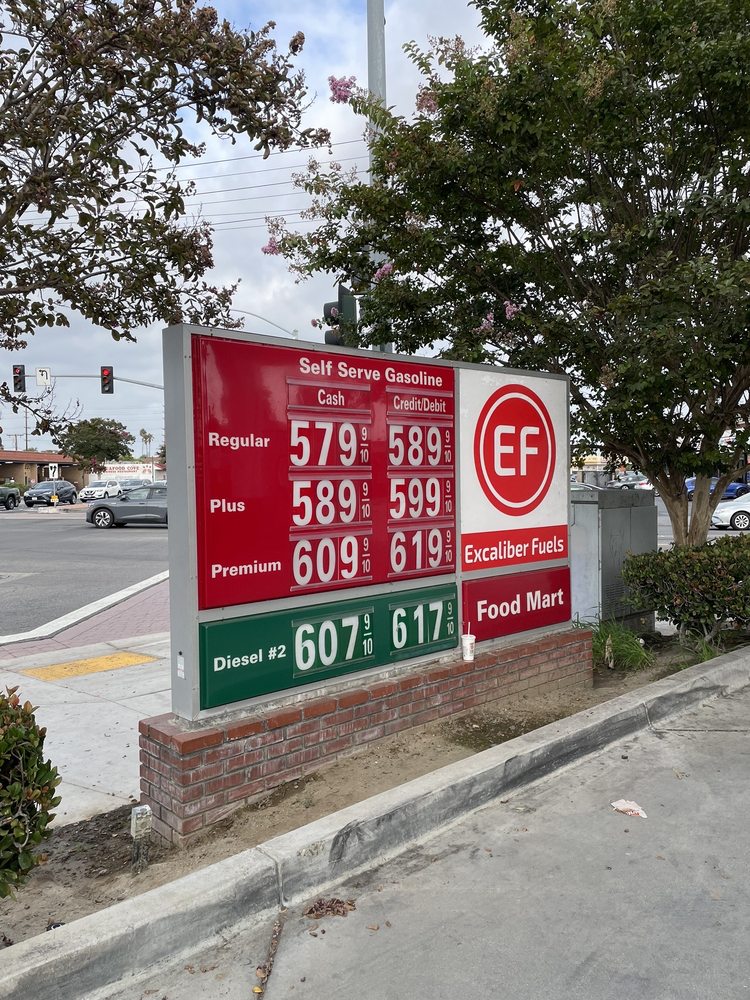 Self Serve Gasoline
Cash Credit/Debit
Regular 579 9/10 589 9/10
Plus 589 9/10 599 9/10
Premium 609 9/10 619 9/10
Diesel #2 607 9/10 617 9/10
EF
Excaliber Fuels
Food Mart